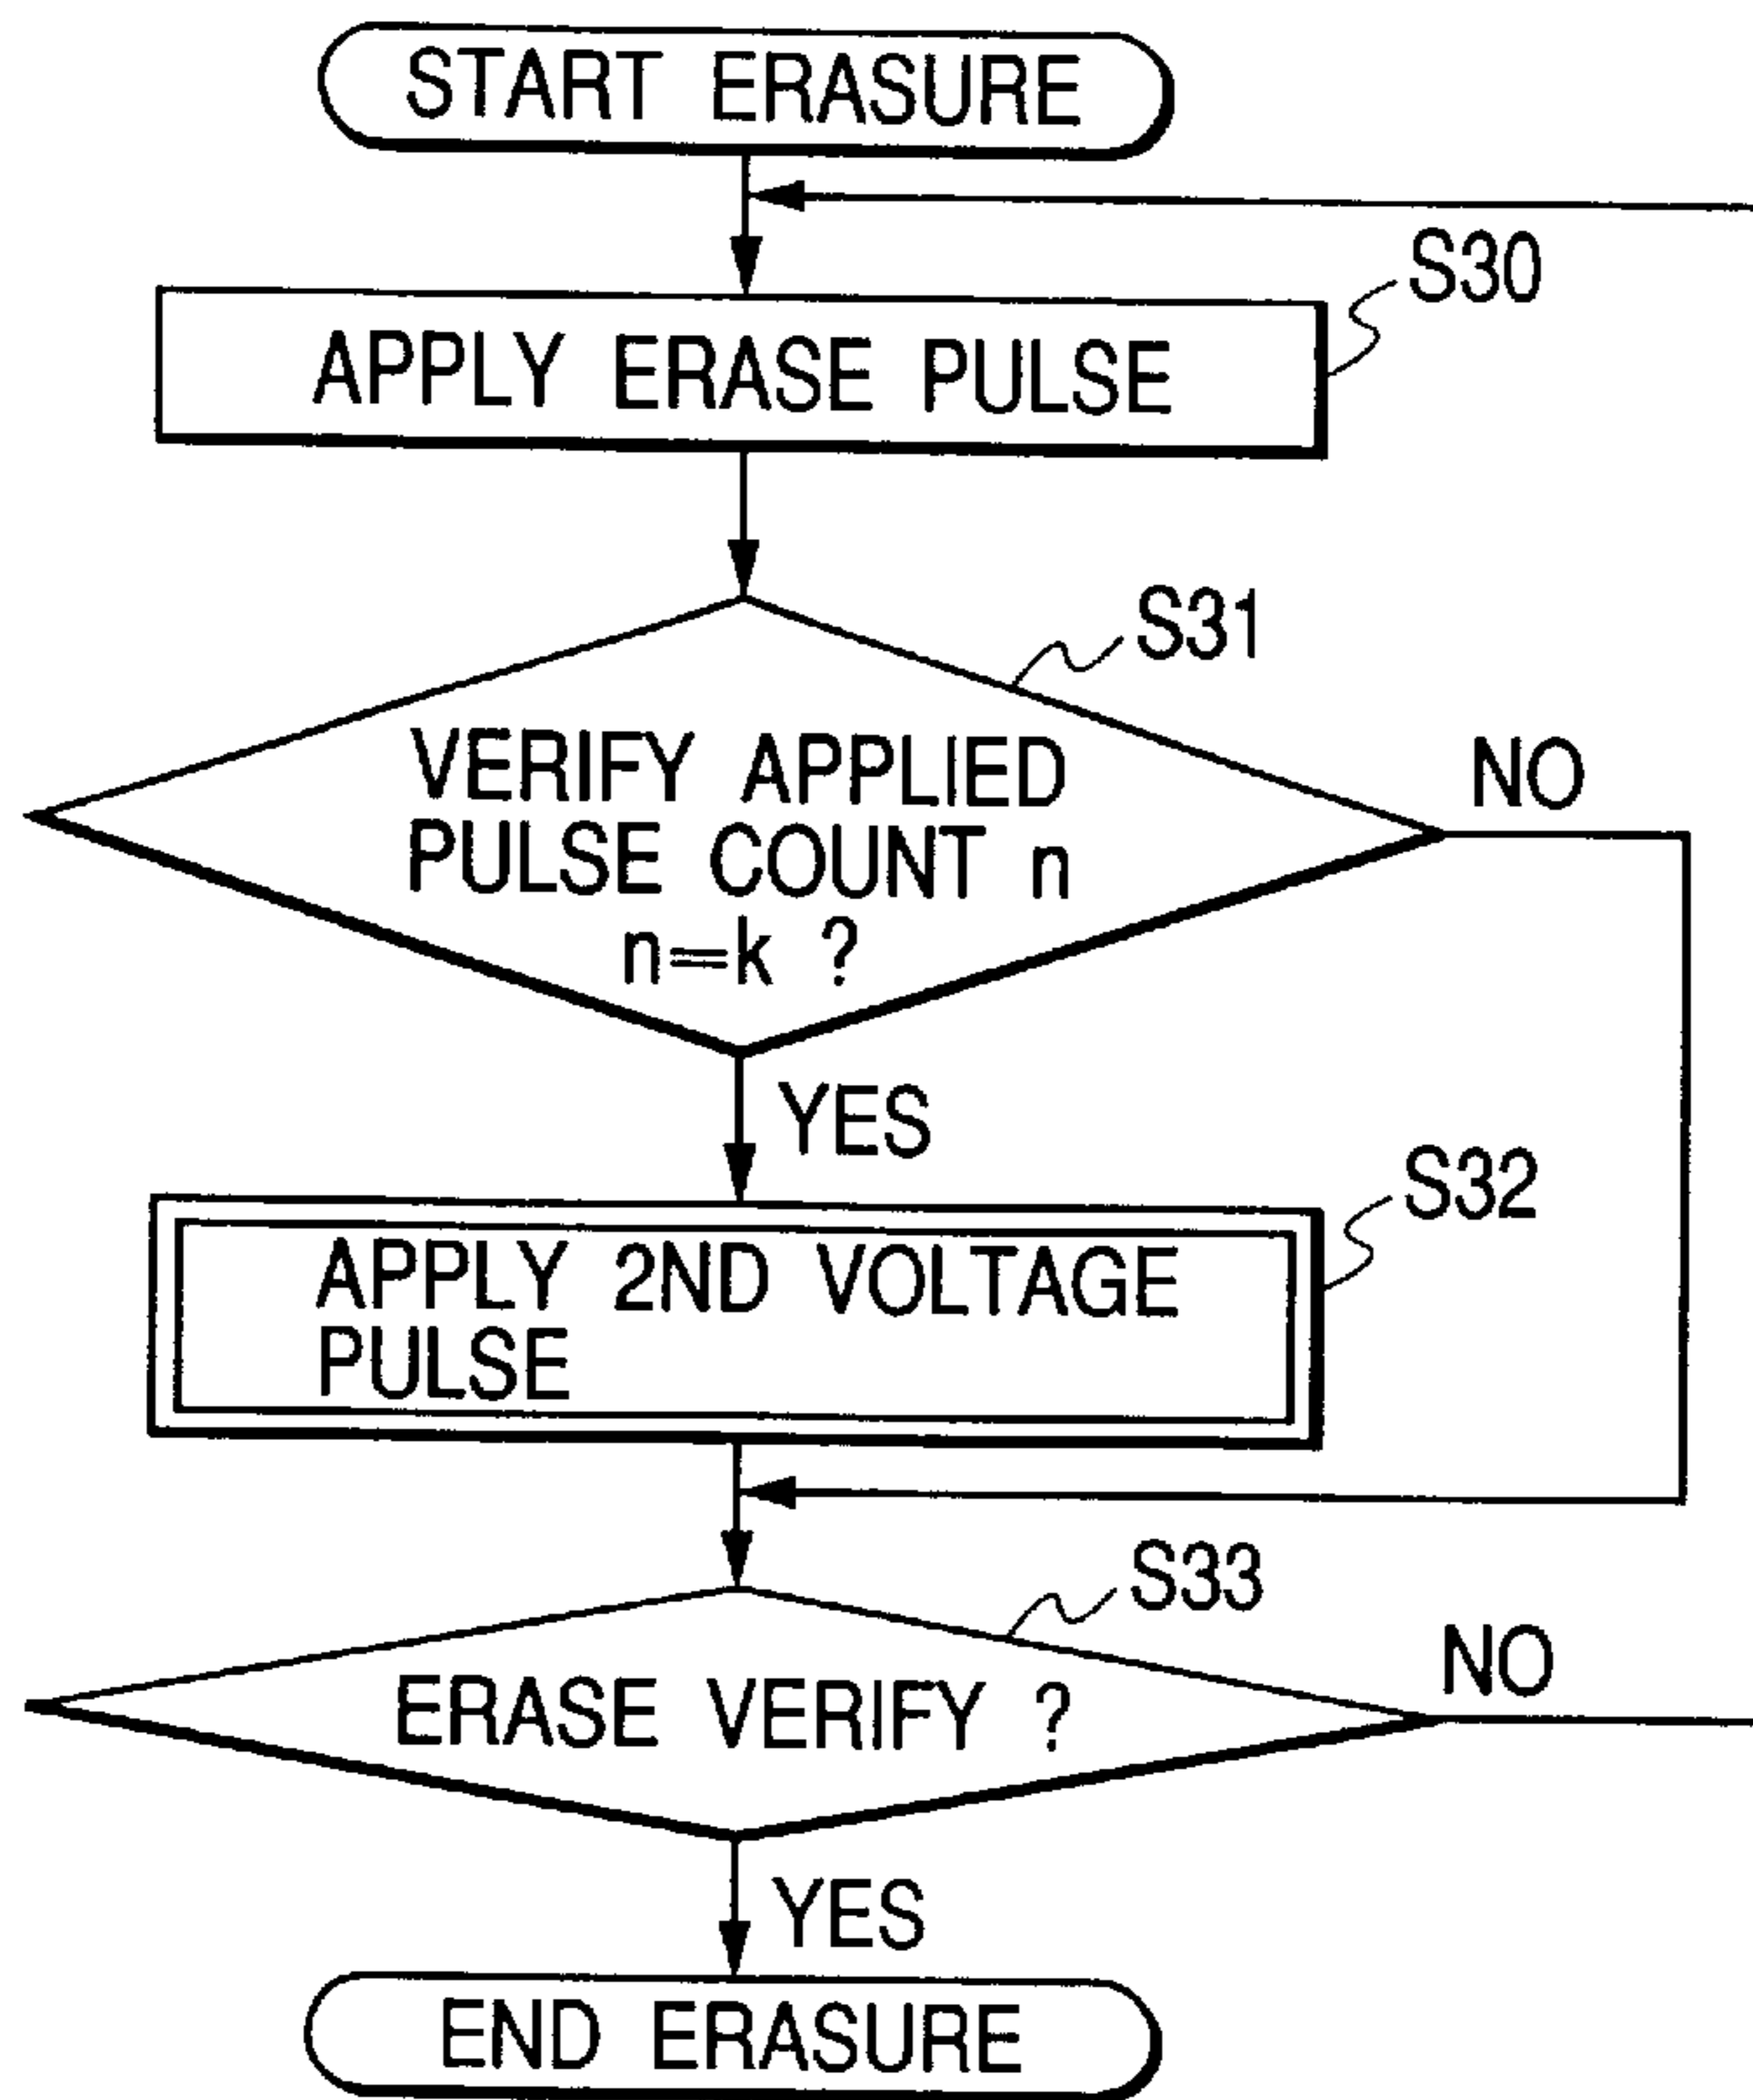 START ERASURE
S30
APPLY ERASE PULSE
S31
VERIFY APPLIED
PULSE COUNT n
n=k ?
NO
YES
S32
APPLY 2ND VOLTAGE
PULSE
S33
ERASE VERIFY ?
NO
YES
END ERASURE